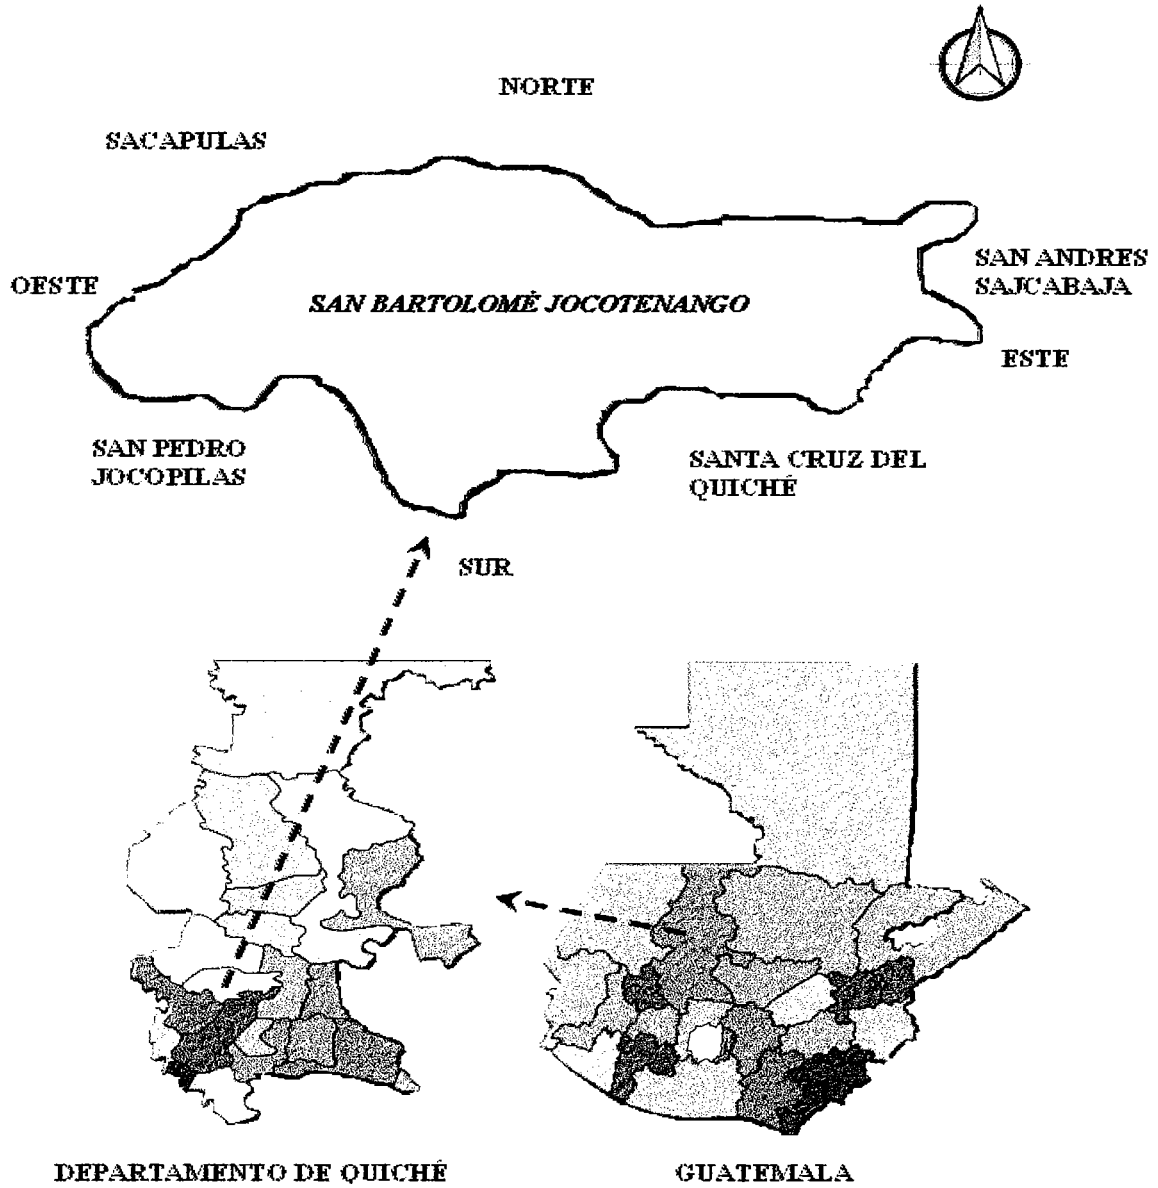 NORTE
SACAPULAS
SAN ANDRES
SAJCABAJA
OESTE
SAN BARTOLOMÉ JOCOTENANGO
ESTE
SAN PEDRO
JOCOPILAS
SANTA CRUZ DEL
QUICHÉ
SUR
DEPARTAMENTO DE QUICHÉ
GUATEMALA